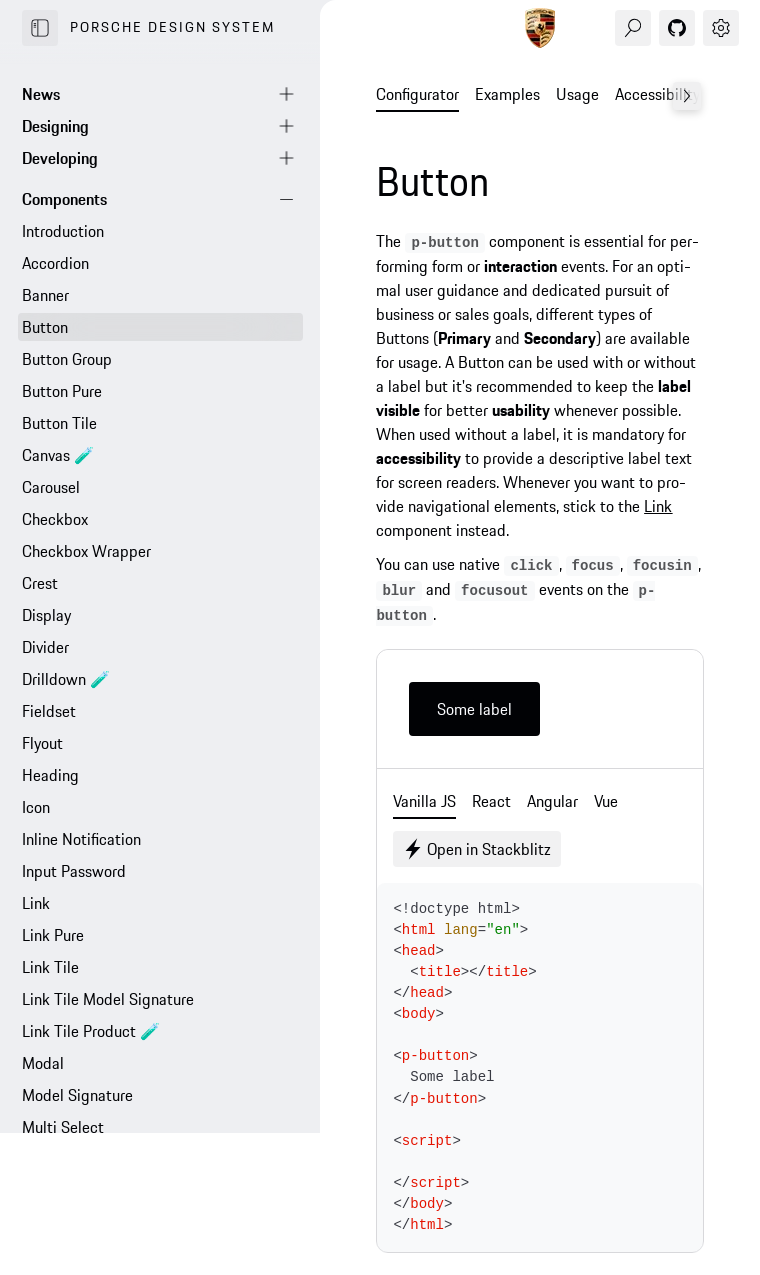 PORSCHE DESIGN SYSTEM
News
Designing
Developing
Components
Introduction
Accordion
Banner
Button
Button Group
Button Pure
Button Tile
Canvas 🧪
Carousel
Checkbox
Checkbox Wrapper
Crest
Display
Divider
Drilldown 🧪
Fieldset
Flyout
Heading
Icon
Inline Notification
Input Password
Link
Link Pure
Link Tile
Link Tile Model Signature
Link Tile Product 🧪
Modal
Model Signature
Multi Select
Configurator Examples Usage Accessibility
Button
The p-button component is essential for per-
forming form or interaction events. For an opti-
mal user guidance and dedicated pursuit of
business or sales goals, different types of
Buttons (Primary and Secondary) are available
for usage. A Button can be used with or without
a label but it's recommended to keep the label
visible for better usability whenever possible.
When used without a label, it is mandatory for
accessibility to provide a descriptive label text
for screen readers. Whenever you want to pro-
vide navigational elements, stick to the Link
component instead.
You can use native click, focus, focusin,
blur and focusout events on the p-
button.
Some label
Vanilla JS React Angular Vue
Open in Stackblitz
<!doctype html>
<html lang="en">
<head>
  <title></title>
</head>
<body>
<p-button>
  Some label
</p-button>
<script>
</script>
</body>
</html>